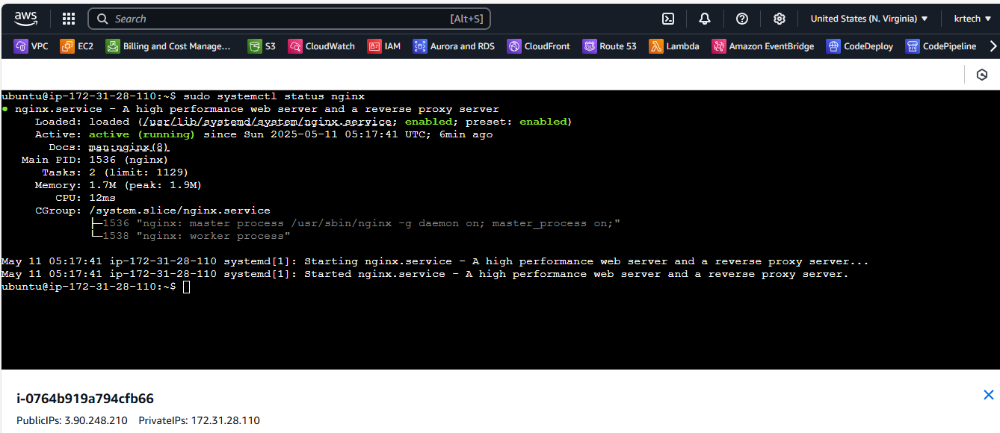 aws Search [Alt+S] United States (N. Virginia) ▼ krtech ▼
VPC EC2 Billing and Cost Manage... S3 CloudWatch IAM Aurora and RDS CloudFront Route 53 Lambda Amazon EventBridge CodeDeploy CodePipeline
ubuntu@ip-172-31-28-110:~$ sudo systemctl status nginx
● nginx.service - A high performance web server and a reverse proxy server
Loaded: loaded (/usr/lib/systemd/system/nginx.service; enabled; preset: enabled)
Active: active (running) since Sun 2025-05-11 05:17:41 UTC; 6min ago
Docs: man:nginx(8)
Main PID: 1536 (nginx)
Tasks: 2 (limit: 1129)
Memory: 1.7M (peak: 1.9M)
CPU: 12ms
CGroup: /system.slice/nginx.service
├─1536 "nginx: master process /usr/sbin/nginx -g daemon on; master_process on;"
└─1538 "nginx: worker process"
May 11 05:17:41 ip-172-31-28-110 systemd[1]: Starting nginx.service - A high performance web server and a reverse proxy server...
May 11 05:17:41 ip-172-31-28-110 systemd[1]: Started nginx.service - A high performance web server and a reverse proxy server.
ubuntu@ip-172-31-28-110:~$
i-0764b919a794cfb66
PublicIPs: 3.90.248.210 PrivateIPs: 172.31.28.110